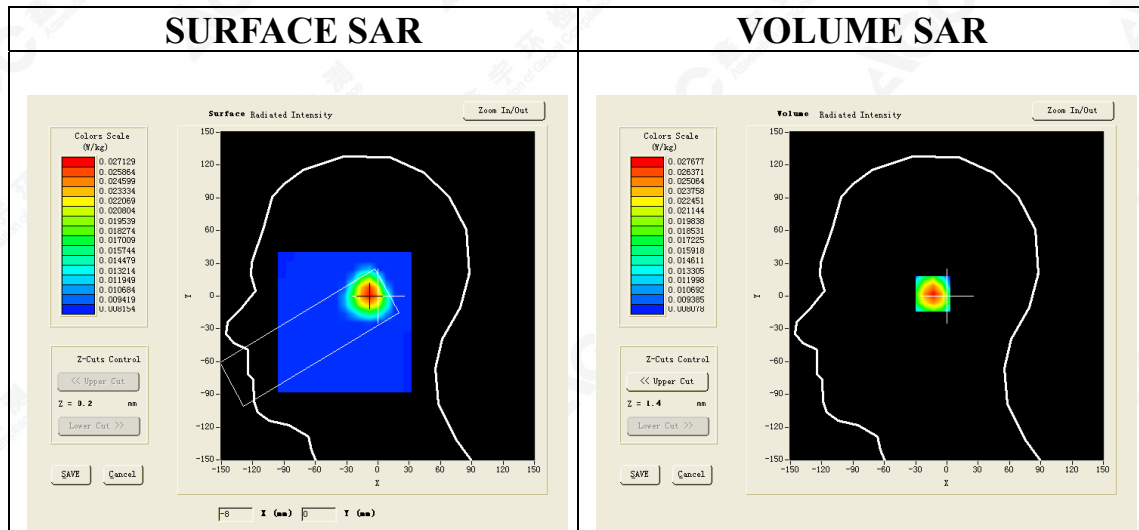 SURFACE SAR
VOLUME SAR
Surface Radiated Intensity
Zoom In/Out
Colors Scale
(W/kg)
0.027129
0.025864
0.024599
0.023334
0.022069
0.020804
0.019539
0.018274
0.017009
0.015744
0.014479
0.013214
0.011949
0.010684
0.009419
0.008154
150
120
90
60
30
0
-30
-60
-90
-120
-150
Y
-150 -120 -90 -60 -30 0 30 60 90 120 150
X
Z-Cuts Control
<< Upper Cut
Z = 0.2 mm
Lower Cut >>
SAVE
Cancel
-8 X (mm) 0 Y (mm)
Volume Radiated Intensity
Zoom In/Out
Colors Scale
(W/kg)
0.027677
0.026371
0.025064
0.023758
0.022451
0.021144
0.019838
0.018531
0.017225
0.015918
0.014611
0.013305
0.011998
0.010692
0.009385
0.008078
150
120
90
60
30
0
-30
-60
-90
-120
-150
Y
-150 -120 -90 -60 -30 0 30 60 90 120 150
X
Z-Cuts Control
<< Upper Cut
Z = 1.4 mm
Lower Cut >>
SAVE
Cancel